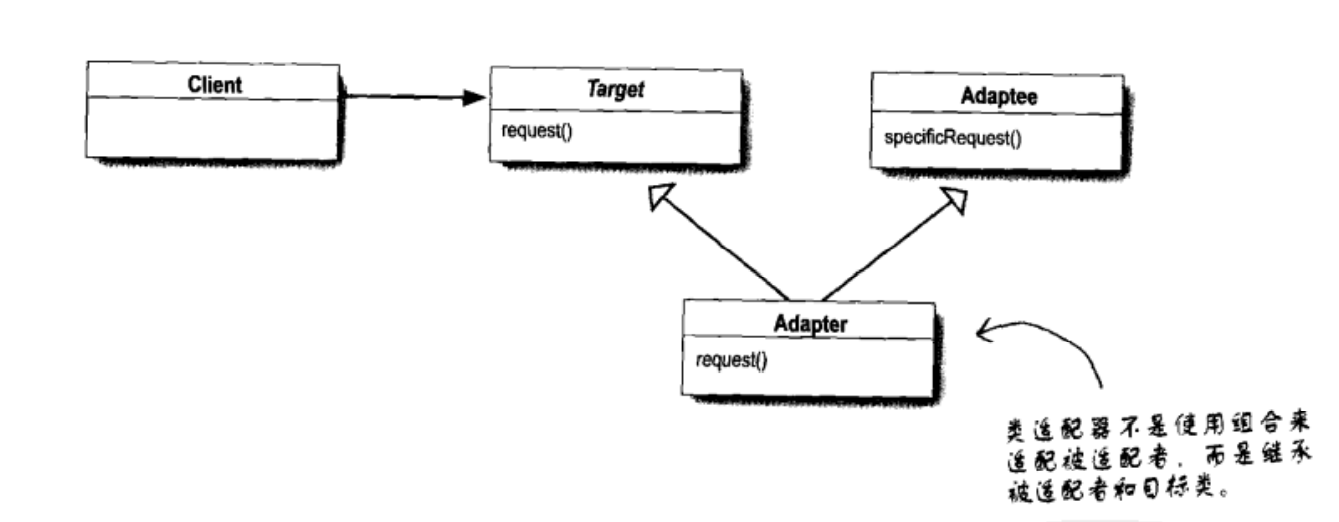 Client
Target
request()
Adaptee
specificRequest()
Adapter
request()
类适配器不是使用组合来
适配被适配者，而是继承
被适配者和目标类。